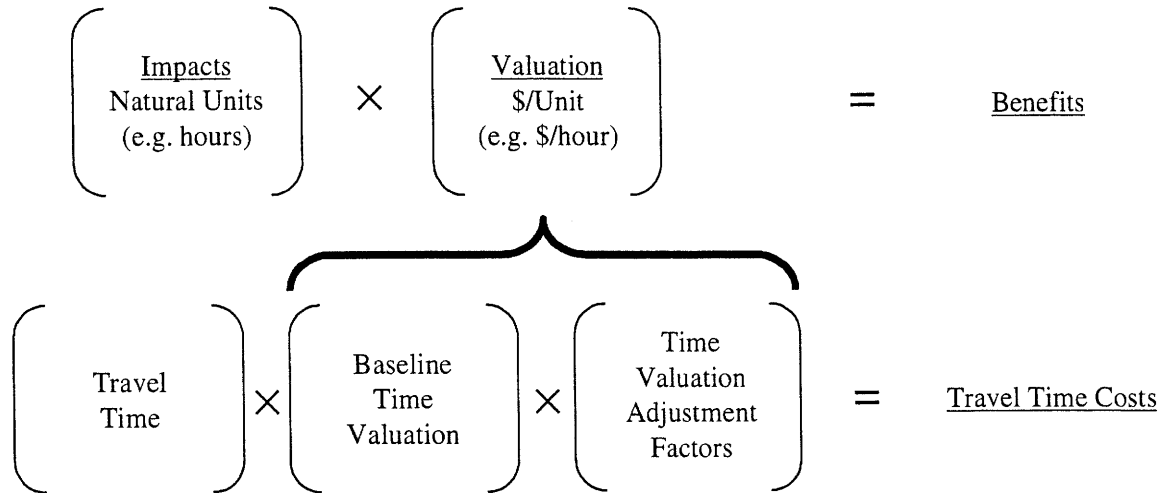 Impacts
Natural Units
(e.g. hours)
×
Valuation
$/Unit
(e.g. $/hour)
=
Benefits
Travel
Time
×
Baseline
Time
Valuation
×
Time
Valuation
Adjustment
Factors
=
Travel Time Costs